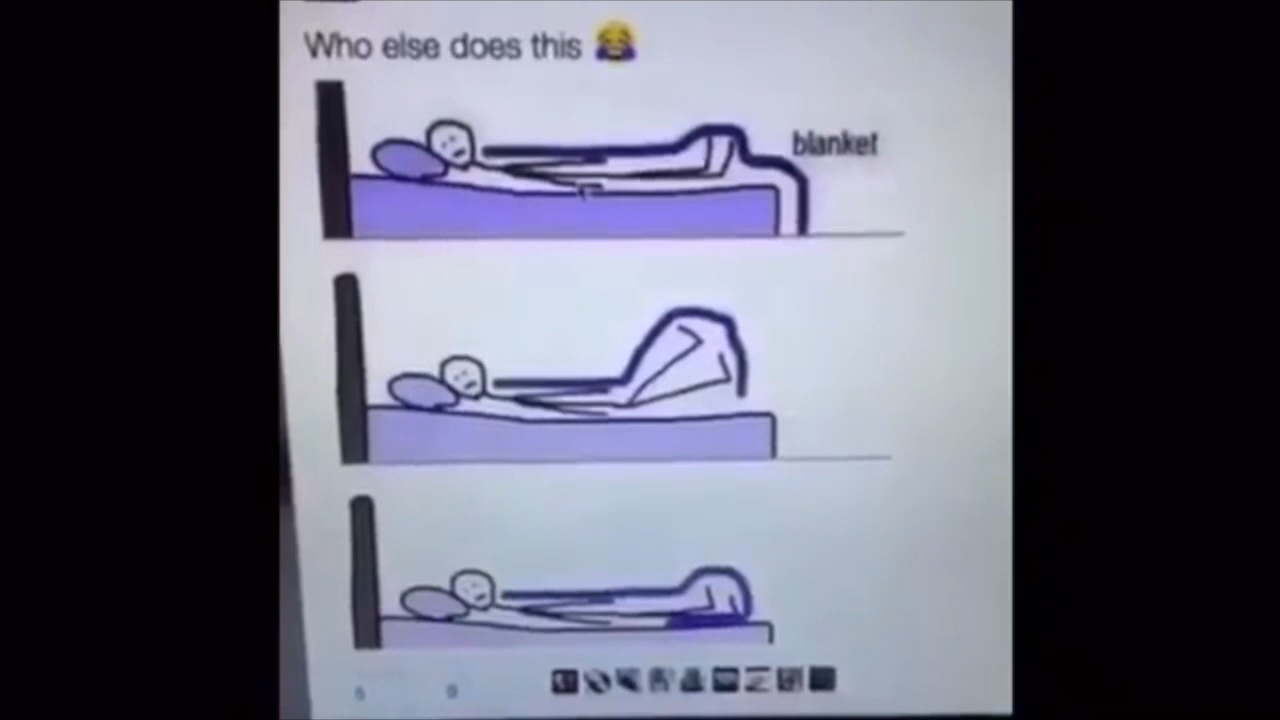 Who else does this 😂
blanket